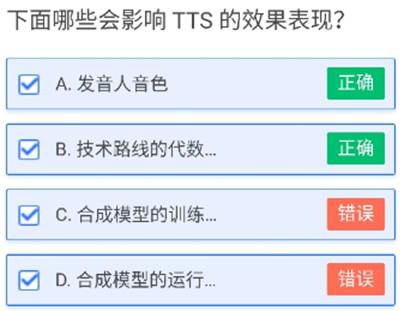 下面哪些会影响 TTS 的效果表现？
A. 发音人音色 正确
B. 技术路线的代数... 正确
C. 合成模型的训练... 错误
D. 合成模型的运行... 错误